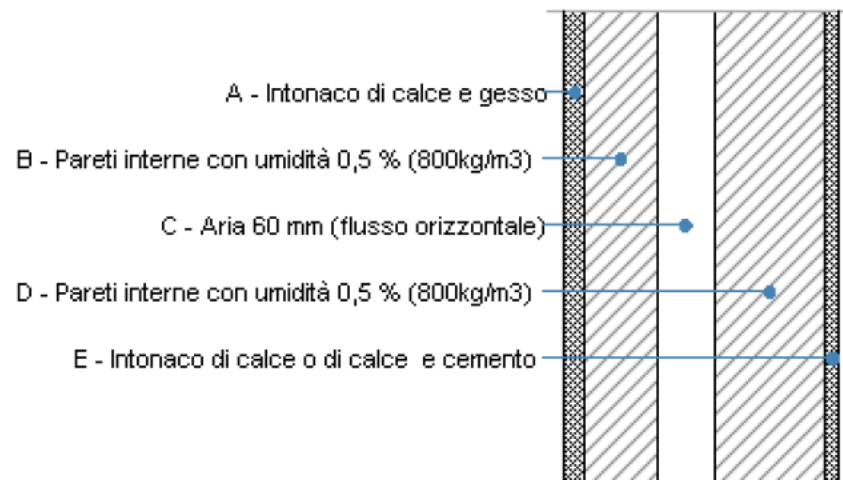 A - Intonaco di calce e gesso
B - Pareti interne con umidità 0,5 % (800kg/m3)
C - Aria 60 mm (flusso orizzontale)
D - Pareti interne con umidità 0,5 % (800kg/m3)
E - Intonaco di calce o di calce  e cemento